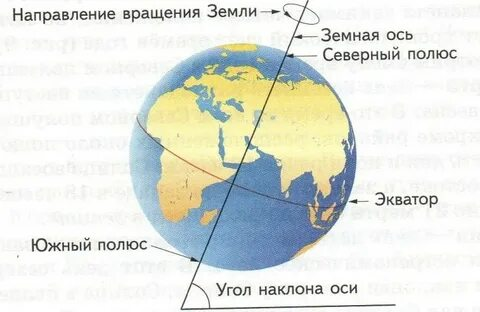 Направление вращения Земли
Земная ось
Северный полюс
Экватор
Южный полюс
Угол наклона оси